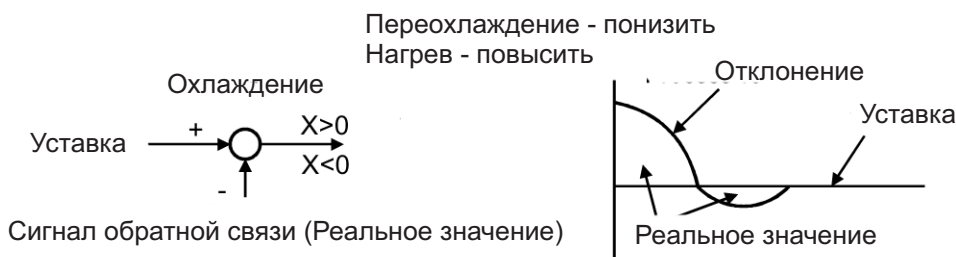 Переохлаждение - понизить
Нагрев - повысить
Охлаждение
Уставка
+
X>0
X<0
-
Сигнал обратной связи (Реальное значение)
Отклонение
Уставка
Реальное значение